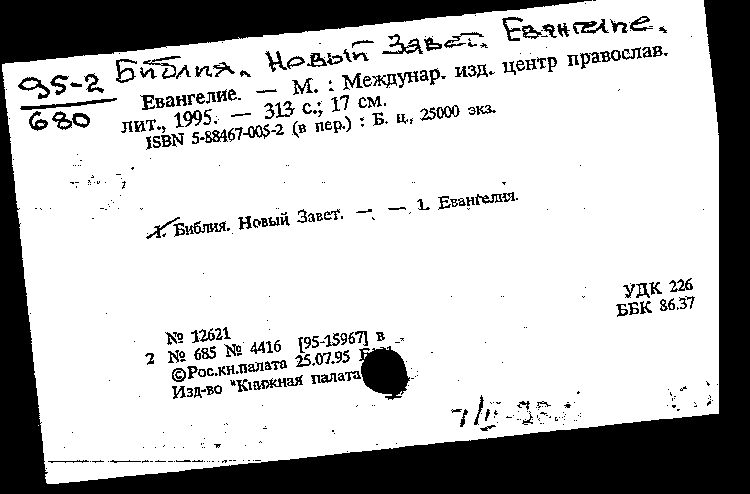 95-2 Библия. Новый Завет. Евангелие.
680
Евангелие. — М. : Междунар. изд. центр православ.
лит., 1995. — 313 с.; 17 см.
ISBN 5-88467-005-2 (в пер.) : Б. ц., 25000 экз.
1. Библия. Новый Завет. — — 1. Евангелия.
УДК 226
ББК 86.37
№ 12621
2 № 685 № 4416 [95-15967] в
©Рос.кн.палата 25.07.95
Изд-во "Книжная палата